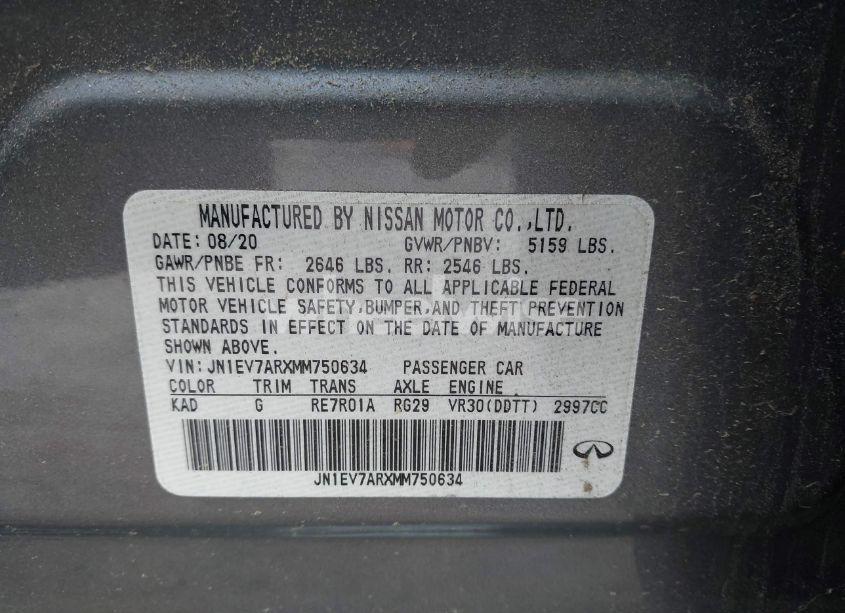 MANUFACTURED BY NISSAN MOTOR CO.,LTD.
DATE: 08/20 GVWR/PNBV: 5159 LBS.
GAWR/PNBE FR: 2646 LBS. RR: 2546 LBS.
THIS VEHICLE CONFORMS TO ALL APPLICABLE FEDERAL
MOTOR VEHICLE SAFETY,BUMPER,AND THEFT PREVENTION
STANDARDS IN EFFECT ON THE DATE OF MANUFACTURE
SHOWN ABOVE.
VIN: JN1EV7ARXMM750634 PASSENGER CAR
COLOR TRIM TRANS AXLE ENGINE
KAD G RE7R01A RG29 VR30(DDTT) 2997CC
JN1EV7ARXMM750634